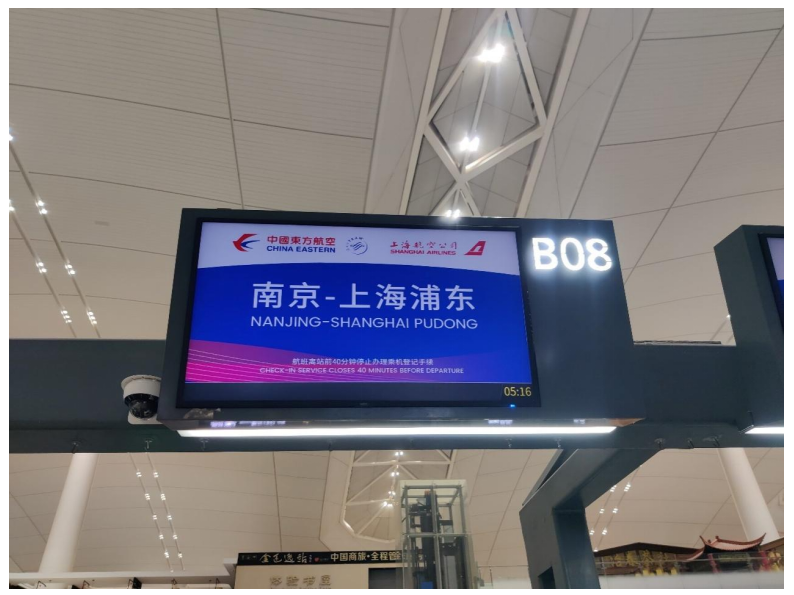 中國東方航空
CHINA EASTERN
上海航空公司
SHANGHAI AIRLINES
B08
南京-上海浦东
NANJING-SHANGHAI PUDONG
航班离站前40分钟停止办理乘机登记手续
CHECK-IN SERVICE CLOSES 40 MINUTES BEFORE DEPARTURE
05:16
中国商旅·全程